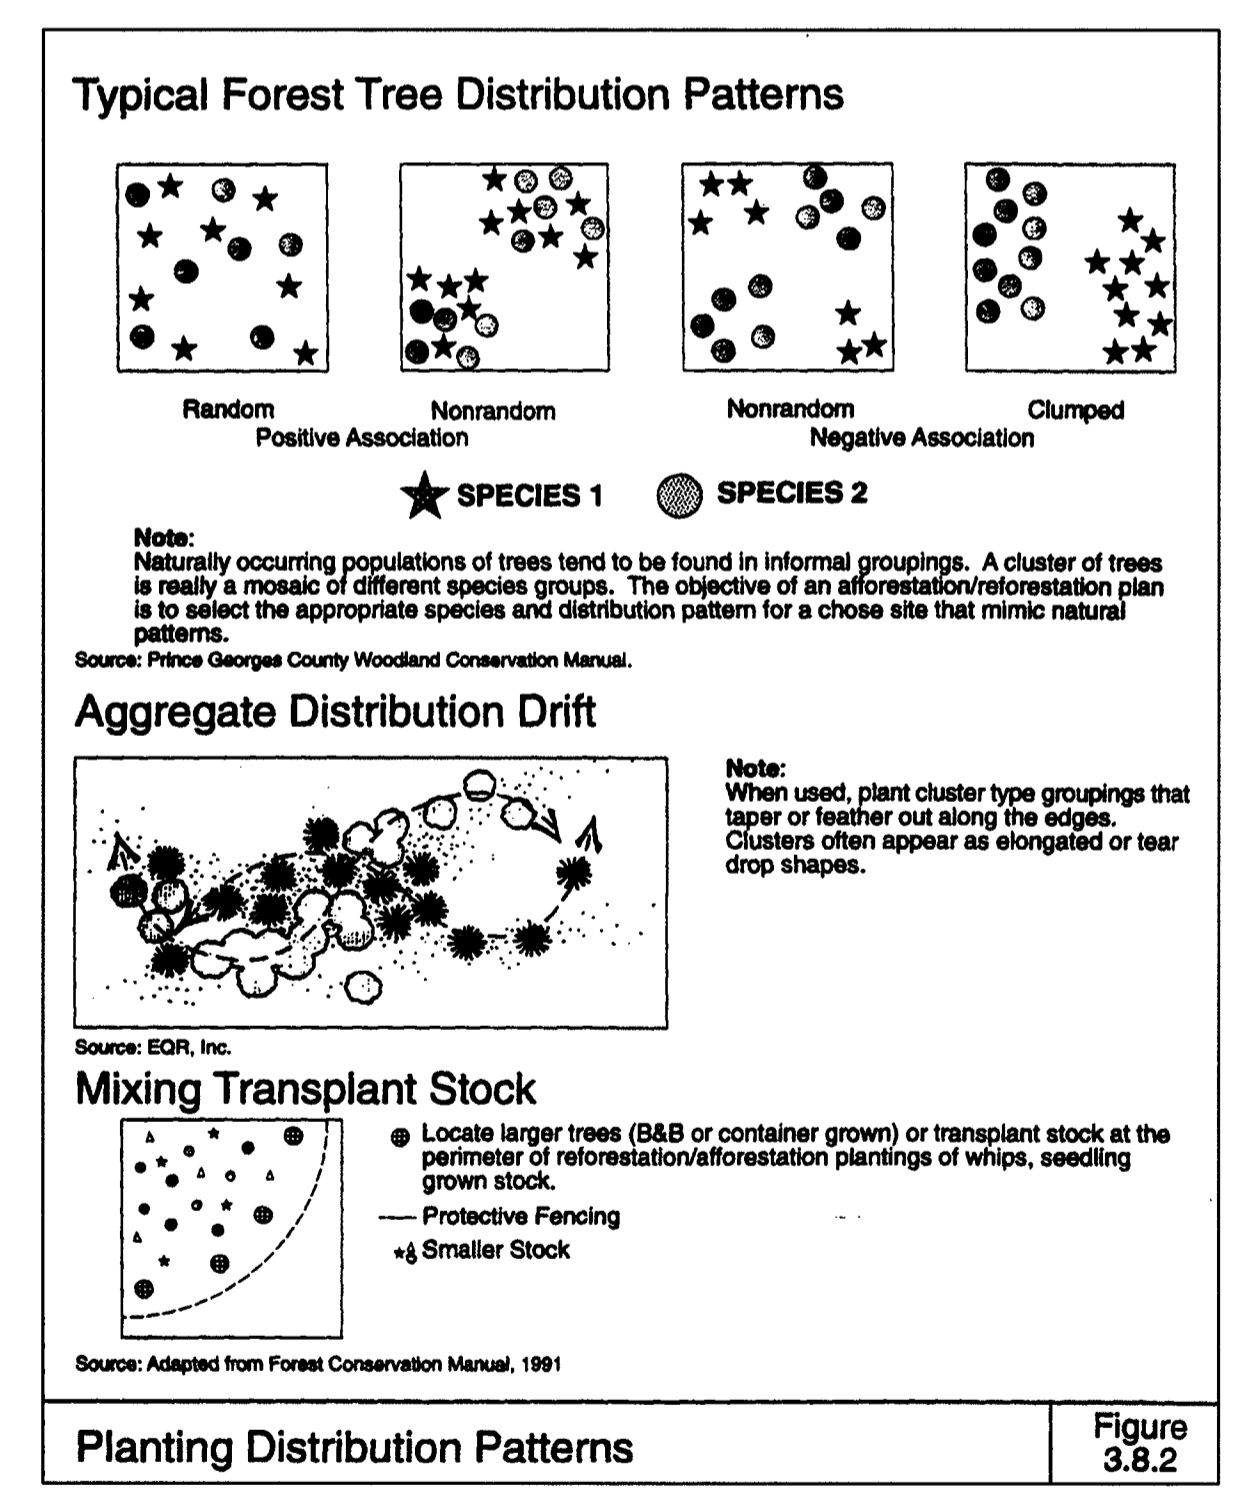 Typical Forest Tree Distribution Patterns
Random
Nonrandom
Nonrandom
Clumped
Positive Association
Negative Association
SPECIES 1
SPECIES 2
Note:
Naturally occurring populations of trees tend to be found in informal groupings. A cluster of trees
is really a mosaic of different species groups. The objective of an afforestation/reforestation plan
is to select the appropriate species and distribution pattern for a chose site that mimic natural
patterns.
Source: Prince Georges County Woodland Conservation Manual.
Aggregate Distribution Drift
Note:
When used, plant cluster type groupings that
taper or feather out along the edges.
Clusters often appear as elongated or tear
drop shapes.
Source: EQR, Inc.
Mixing Transplant Stock
Locate larger trees (B&B or container grown) or transplant stock at the
perimeter of reforestation/afforestation plantings of whips, seedling
grown stock.
Protective Fencing
Smaller Stock
Source: Adapted from Forest Conservation Manual, 1991
Planting Distribution Patterns
Figure
3.8.2